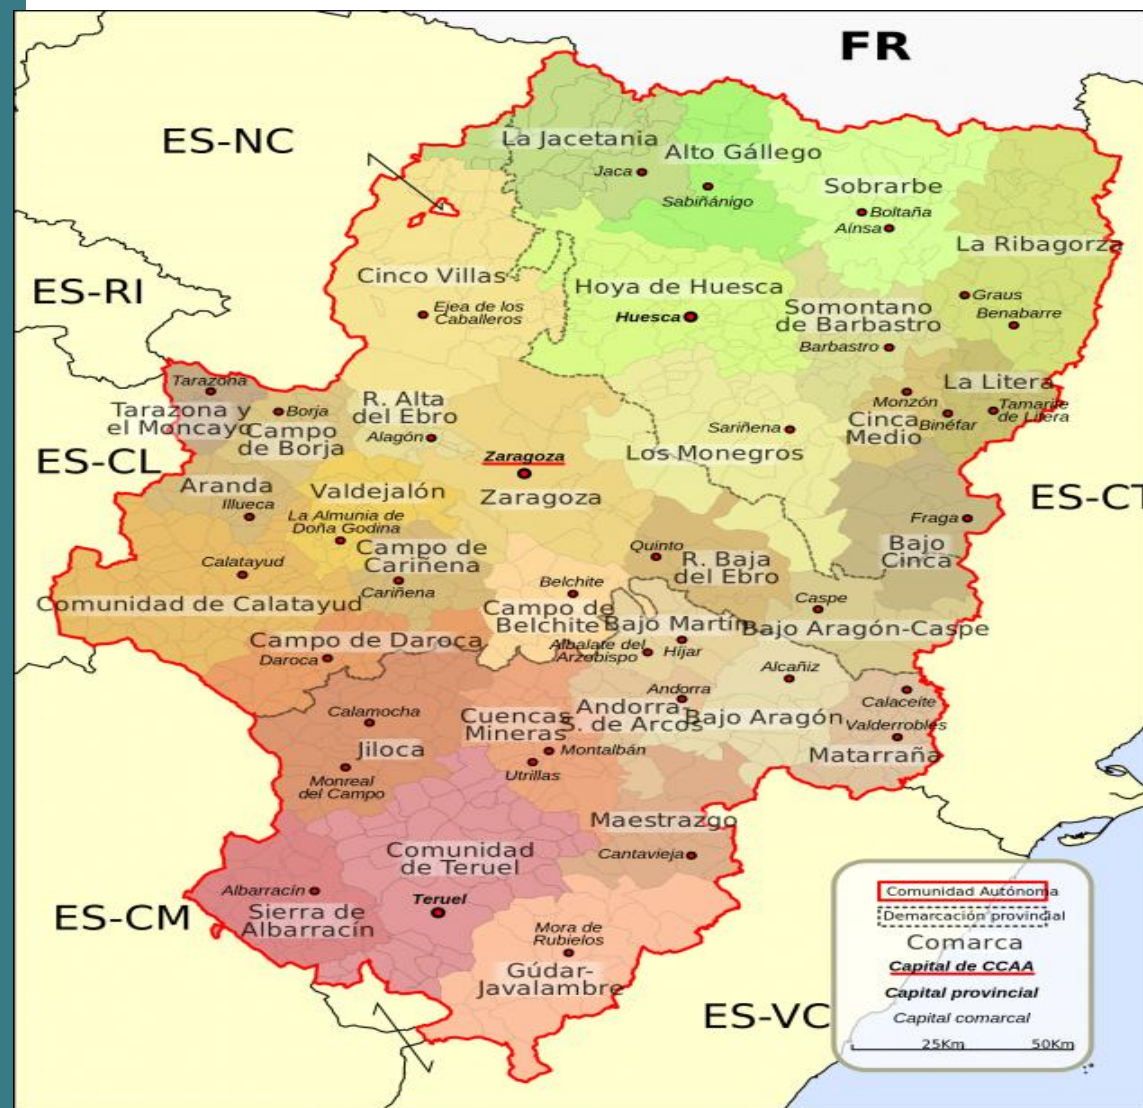 FR
ES-NC
La Jacetania
Alto Gállego
Jaca
Sabiñánigo
Sobrarbe
Boltaña
Aínsa
La Ribagorza
Cinco Villas
Ejea de los
Caballeros
Hoya de Huesca
Huesca
Somontano
de Barbastro
Barbastro
Graus
Benabarre
ES-RI
Tarazona
Tarazona y
el Moncayo
Borja
Campo
de Borja
R. Alta
del Ebro
Alagón
La Litera
Monzón
Cinca
Medio
Binéfar
Tamarite
de Litera
Sariñena
Los Monegros
ES-CL
Zaragoza
Zaragoza
Aranda
Illueca
Valdejalón
La Almunia de
Doña Godina
ES-CT
Fraga
Bajo
Cinca
Calatayud
Comunidad de Calatayud
Campo de
Cariñena
Cariñena
Quinto
R. Baja
del Ebro
Belchite
Campo de
Belchite
Caspe
Bajo Aragón-Caspe
Bajo Martín
Albalate del
Arzobispo
Híjar
Campo de Daroca
Daroca
Alcañiz
Andorra
Andorra-
S. de Arcos
Bajo Aragón
Calaceite
Valderrobles
Matarraña
Calamocha
Jiloca
Monreal
del Campo
Cuencas
Mineras
Montalbán
Utrillas
Maestrazgo
Cantavieja
Comunidad
de Teruel
Teruel
Albarracín
Sierra de
Albarracín
ES-CM
Mora de
Rubielos
Gúdar-
Javalambre
ES-VC
Comunidad Autónoma
Demarcación provincial
Comarca
Capital de CCAA
Capital provincial
Capital comarcal
25Km 50Km